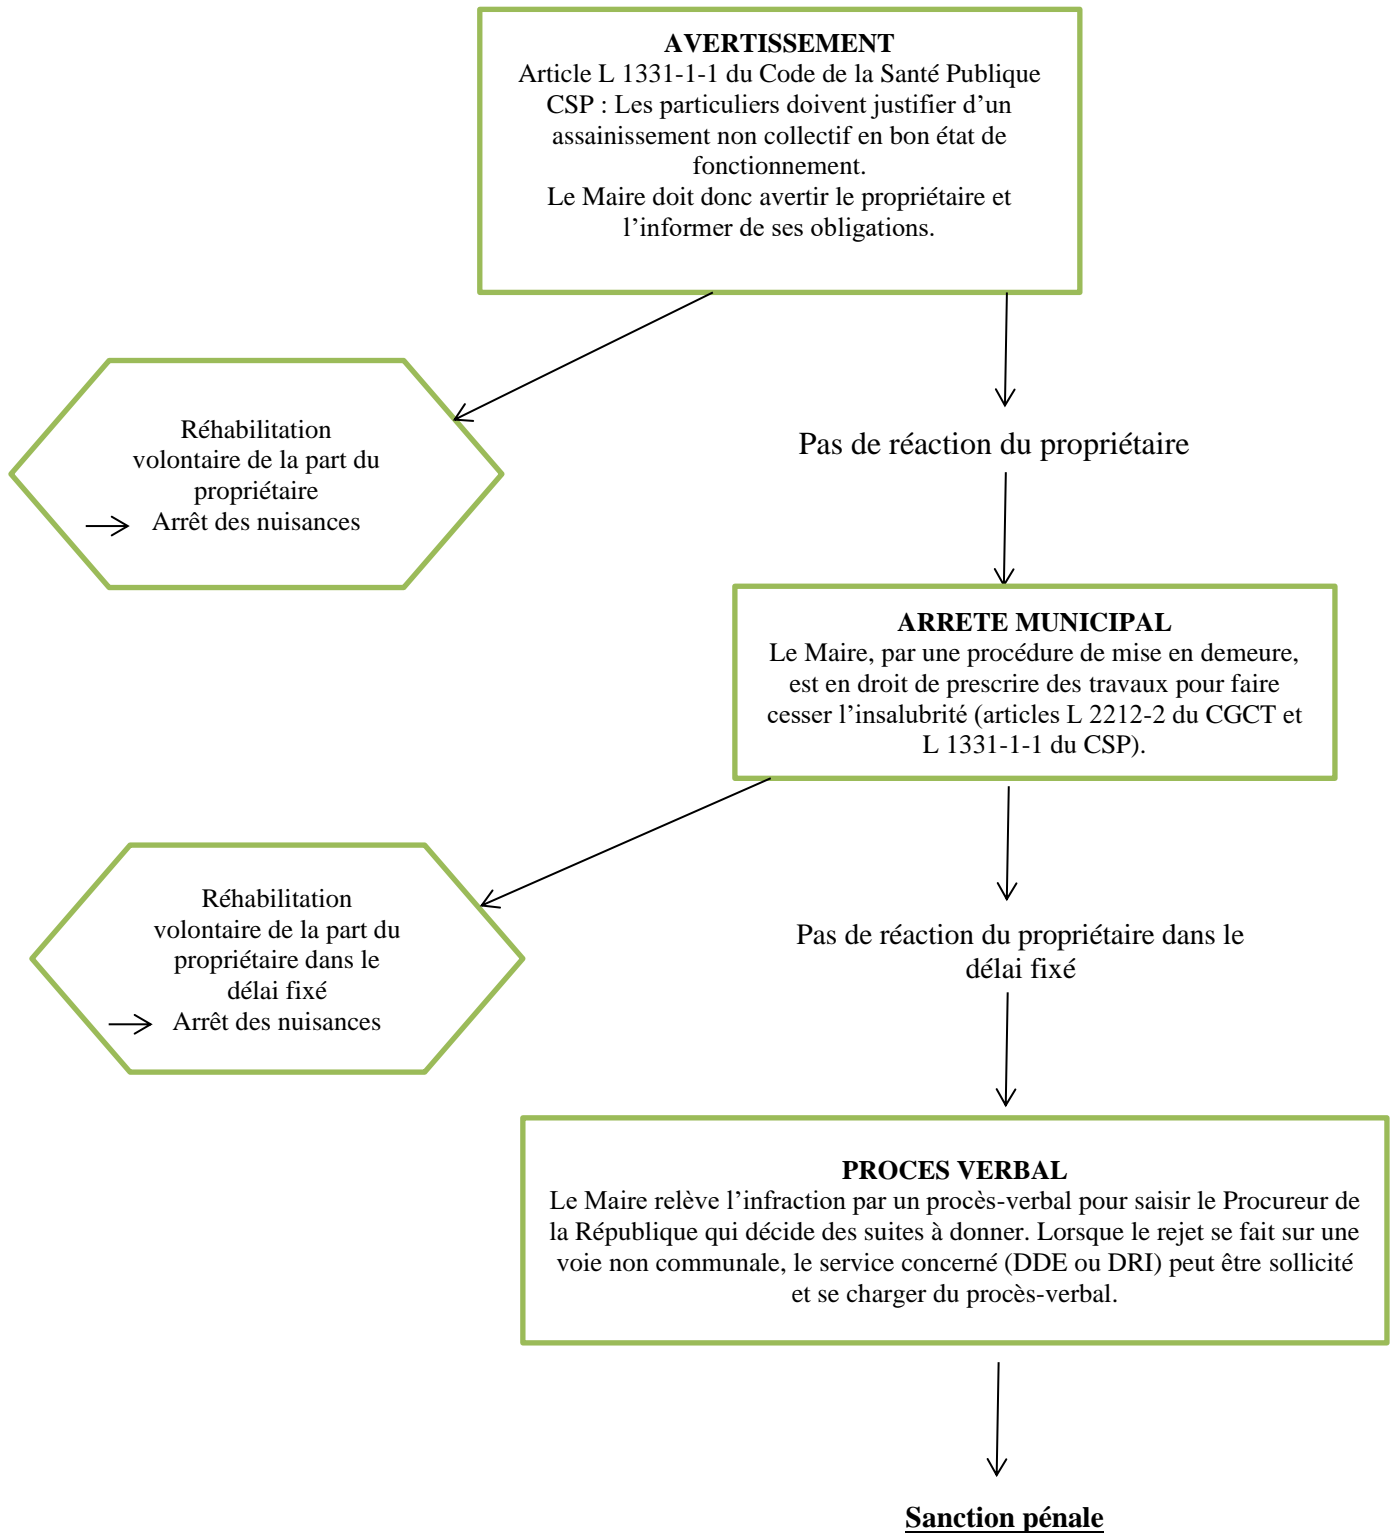 AVERTISSEMENT
Article L 1331-1-1 du Code de la Santé Publique
CSP : Les particuliers doivent justifier d’un
assainissement non collectif en bon état de
fonctionnement.
Le Maire doit donc avertir le propriétaire et
l’informer de ses obligations.
Réhabilitation
volontaire de la part du
propriétaire
Arrêt des nuisances
Pas de réaction du propriétaire
ARRETE MUNICIPAL
Le Maire, par une procédure de mise en demeure,
est en droit de prescrire des travaux pour faire
cesser l’insalubrité (articles L 2212-2 du CGCT et
L 1331-1-1 du CSP).
Réhabilitation
volontaire de la part du
propriétaire dans le
délai fixé
Arrêt des nuisances
Pas de réaction du propriétaire dans le
délai fixé
PROCES VERBAL
Le Maire relève l’infraction par un procès-verbal pour saisir le Procureur de
la République qui décide des suites à donner. Lorsque le rejet se fait sur une
voie non communale, le service concerné (DDE ou DRI) peut être sollicité
et se charger du procès-verbal.
Sanction pénale